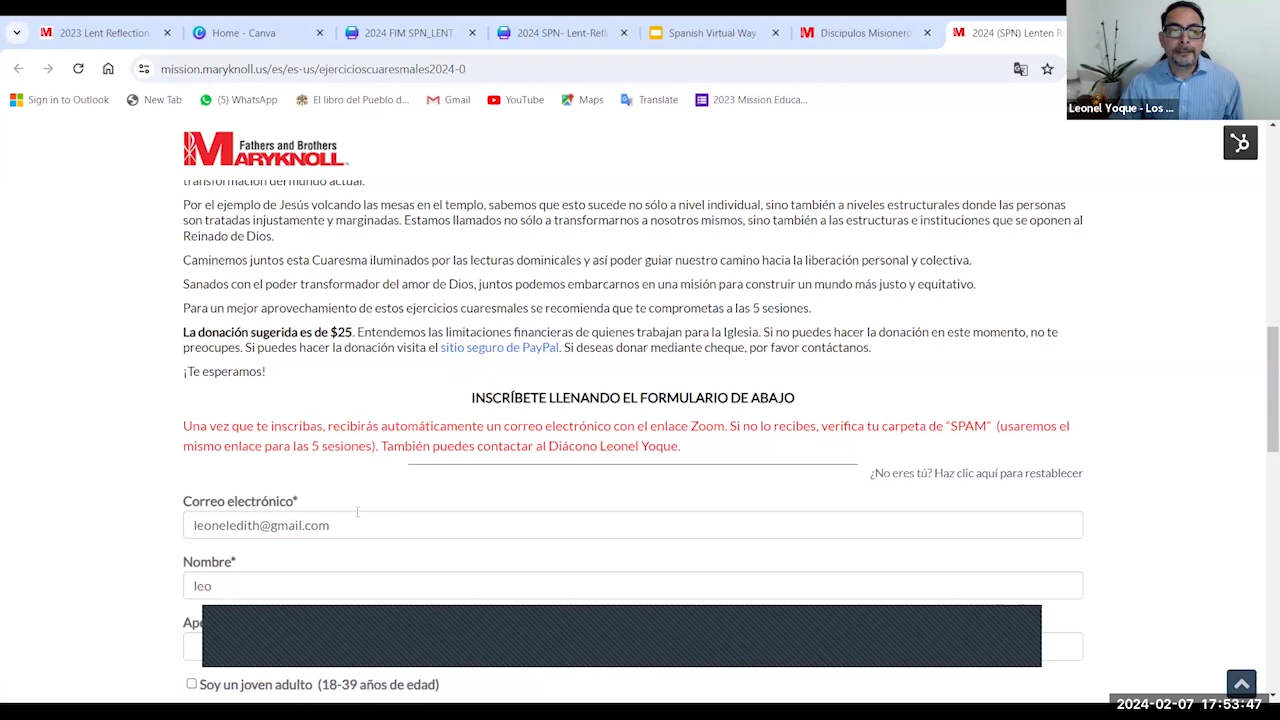 2023 Lent Reflection
Home - Canva
2024 FIM SPN_LENT
2024 SPN- Lent-Refl
Spanish Virtual Way
Discipulos Misionero
2024 (SPN) Lenten R
mission.maryknoll.us/es/es-us/ejercicioscuaresmales2024-0
Sign in to Outlook
New Tab
(5) WhatsApp
El libro del Pueblo d...
Gmail
YouTube
Maps
Translate
2023 Mission Educa...
Leonel Yoque - Los ...
Fathers and Brothers
MARYKNOLL
transformación del mundo actual.
Por el ejemplo de Jesús volcando las mesas en el templo, sabemos que esto sucede no sólo a nivel individual, sino también a niveles estructurales donde las personas
son tratadas injustamente y marginadas. Estamos llamados no sólo a transformarnos a nosotros mismos, sino también a las estructuras e instituciones que se oponen al
Reinado de Dios.
Caminemos juntos esta Cuaresma iluminados por las lecturas dominicales y así poder guiar nuestro camino hacia la liberación personal y colectiva.
Sanados con el poder transformador del amor de Dios, juntos podemos embarcarnos en una misión para construir un mundo más justo y equitativo.
Para un mejor aprovechamiento de estos ejercicios cuaresmales se recomienda que te comprometas a las 5 sesiones.
La donación sugerida es de $25. Entendemos las limitaciones financieras de quienes trabajan para la Iglesia. Si no puedes hacer la donación en este momento, no te
preocupes. Si puedes hacer la donación visita el sitio seguro de PayPal. Si deseas donar mediante cheque, por favor contáctanos.
¡Te esperamos!
INSCRÍBETE LLENANDO EL FORMULARIO DE ABAJO
Una vez que te inscribas, recibirás automáticamente un correo electrónico con el enlace Zoom. Si no lo recibes, verifica tu carpeta de “SPAM” (usaremos el
mismo enlace para las 5 sesiones). También puedes contactar al Diácono Leonel Yoque.
¿No eres tú? Haz clic aquí para restablecer
Correo electrónico*
leoneledith@gmail.com
Nombre*
leo
Ape
Soy un joven adulto (18-39 años de edad)
2024-02-07 17:53:47